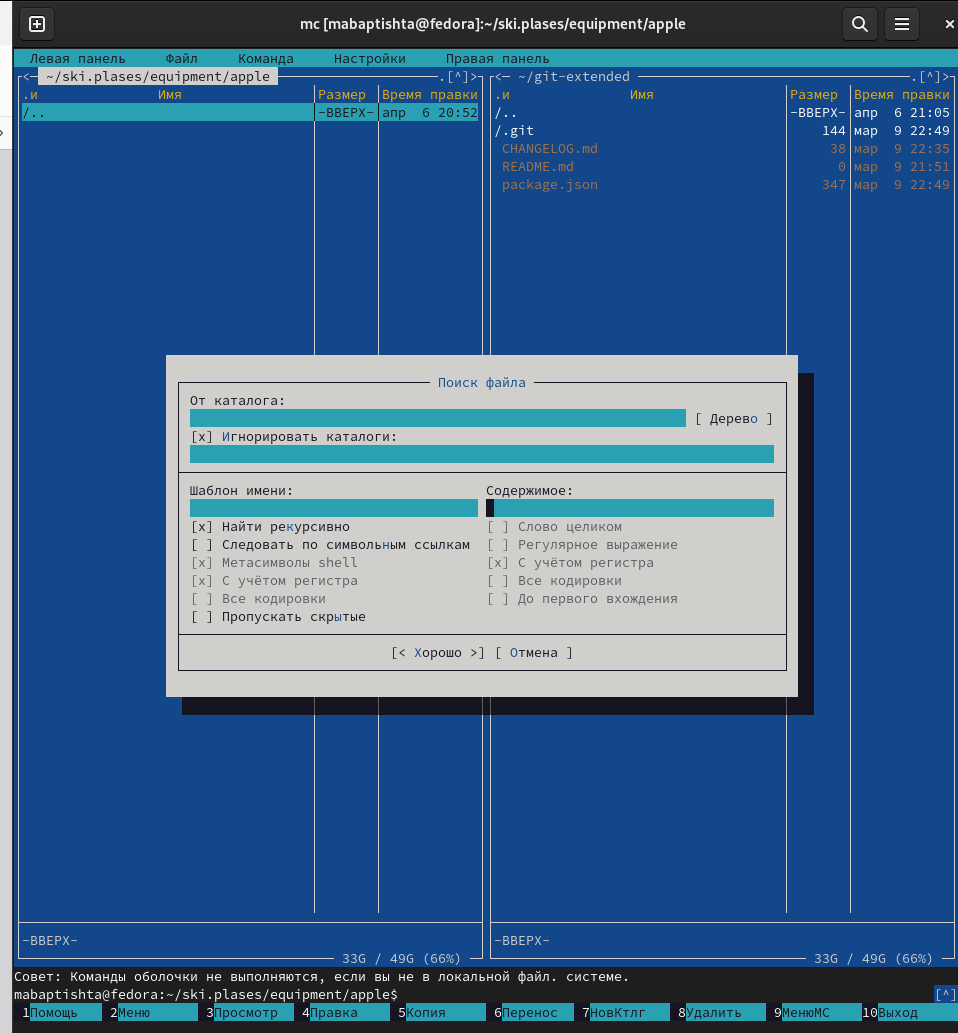 mc [mabaptishta@fedora]:~/ski.plases/equipment/apple
Левая панель Файл Команда Настройки Правая панель
<─ ~/ski.plases/equipment/apple ─.[^]>
.и Имя Размер Время правки
/.. -ВВЕРХ- апр 6 20:52
<─ ~/git-extended ─.[^]>
.и Имя Размер Время правки
/.. -ВВЕРХ- апр 6 21:05
/.git 144 мар 9 22:49
CHANGELOG.md 38 мар 9 22:35
README.md 0 мар 9 21:51
package.json 347 мар 9 22:49
Поиск файла
От каталога:
[ Дерево ]
[x] Игнорировать каталоги:
Шаблон имени: Содержимое:
[x] Найти рекурсивно [ ] Слово целиком
[ ] Следовать по символьным ссылкам [ ] Регулярное выражение
[x] Метасимволы shell [x] С учётом регистра
[x] С учётом регистра [ ] Все кодировки
[ ] Все кодировки [ ] До первого вхождения
[ ] Пропускать скрытые
[< Хорошо >] [ Отмена ]
-ВВЕРХ- -ВВЕРХ-
33G / 49G (66%) 33G / 49G (66%)
Совет: Команды оболочки не выполняются, если вы не в локальной файл. системе.
mabaptishta@fedora:~/ski.plases/equipment/apple$ [^]
1Помощь 2Меню 3Просмотр 4Правка 5Копия 6Перенос 7НовКтлг 8Удалить 9МенюMC 10Выход